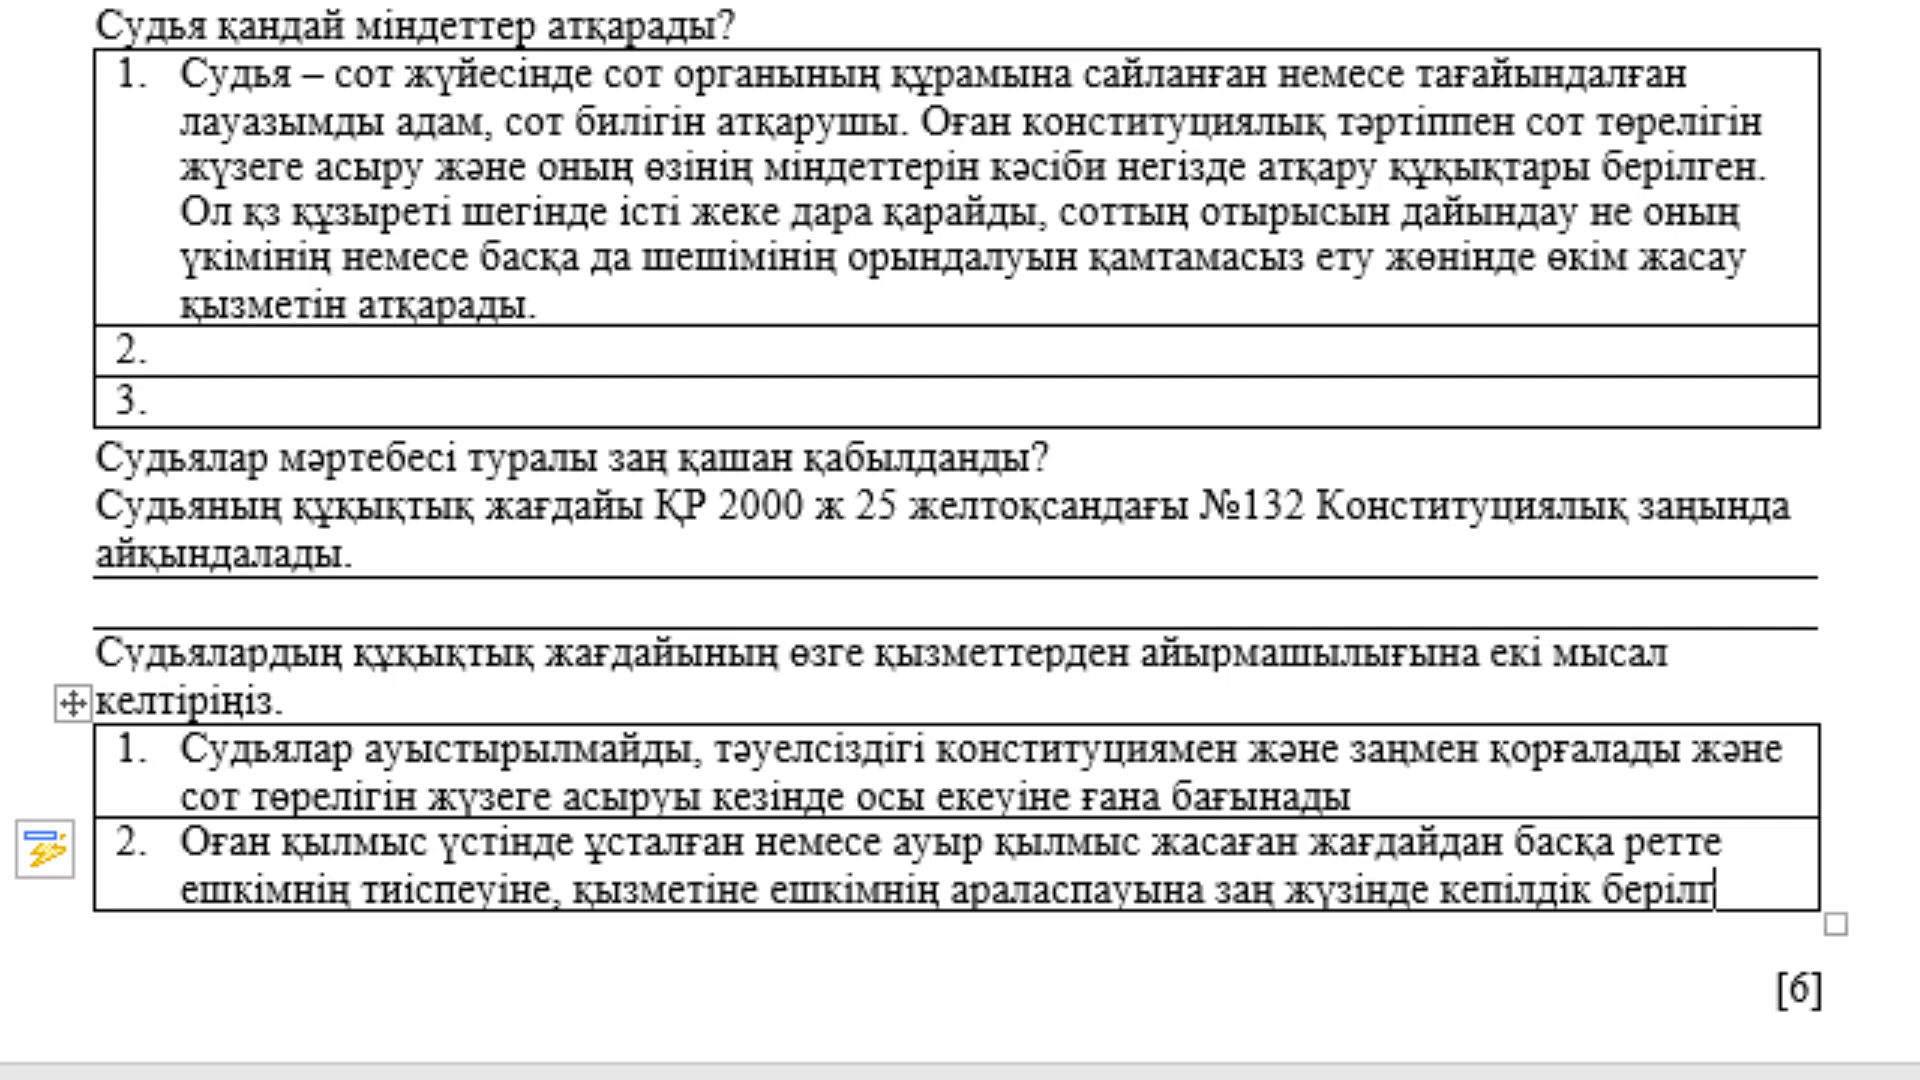 Судья қандай міндеттер атқарады?
1. Судья – сот жүйесінде сот органының құрамына сайланған немесе тағайындалған
лауазымды адам, сот билігін атқарушы. Оған конституциялық тәртіппен сот төрелігін
жүзеге асыру және оның өзінің міндеттерін кәсіби негізде атқару құқықтары берілген.
Ол қз құзыреті шегінде істі жеке дара қарайды, соттың отырысын дайындау не оның
үкімінің немесе басқа да шешімінің орындалуын қамтамасыз ету жөнінде өкім жасау
қызметін атқарады.
2.
3.
Судьялар мәртебесі туралы заң қашан қабылданды?
Судьяның құқықтық жағдайы ҚР 2000 ж 25 желтоқсандағы №132 Конституциялық заңында
айқындалады.
Судьялардың құқықтық жағдайының өзге қызметтерден айырмашылығына екі мысал
келтіріңіз.
1. Судьялар ауыстырылмайды, тәуелсіздігі конституциямен және заңмен қорғалады және
сот төрелігін жүзеге асыруы кезінде осы екеуіне ғана бағынады
2. Оған қылмыс үстінде ұсталған немесе ауыр қылмыс жасаған жағдайдан басқа ретте
ешкімнің тиіспеуіне, қызметіне ешкімнің араласпауына заң жүзінде кепілдік берілг
[6]